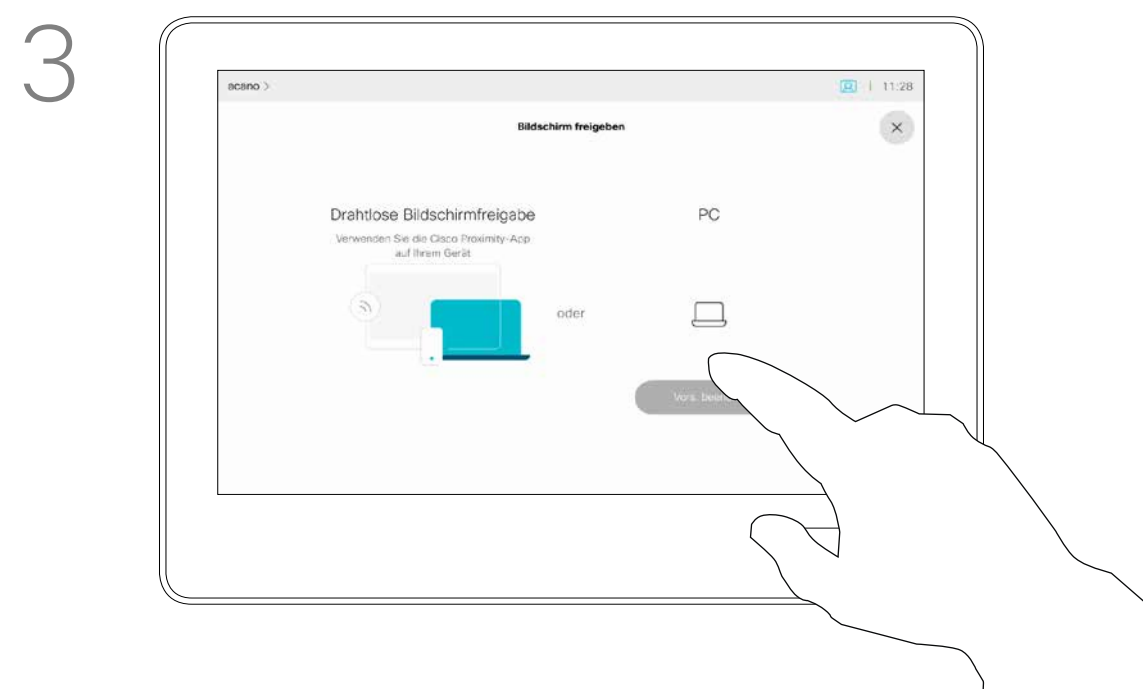 3
acano >
11:28
Bildschirm freigeben
Drahtlose Bildschirmfreigabe
Verwenden Sie die Cisco Proximity-App
auf Ihrem Gerät
oder
PC
Vors.